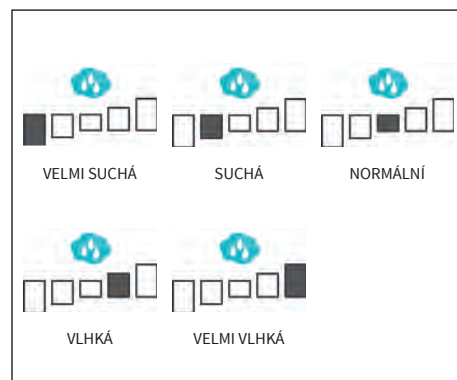 VELMI SUCHÁ
SUCHÁ
NORMÁLNÍ
VLHKÁ
VELMI VLHKÁ